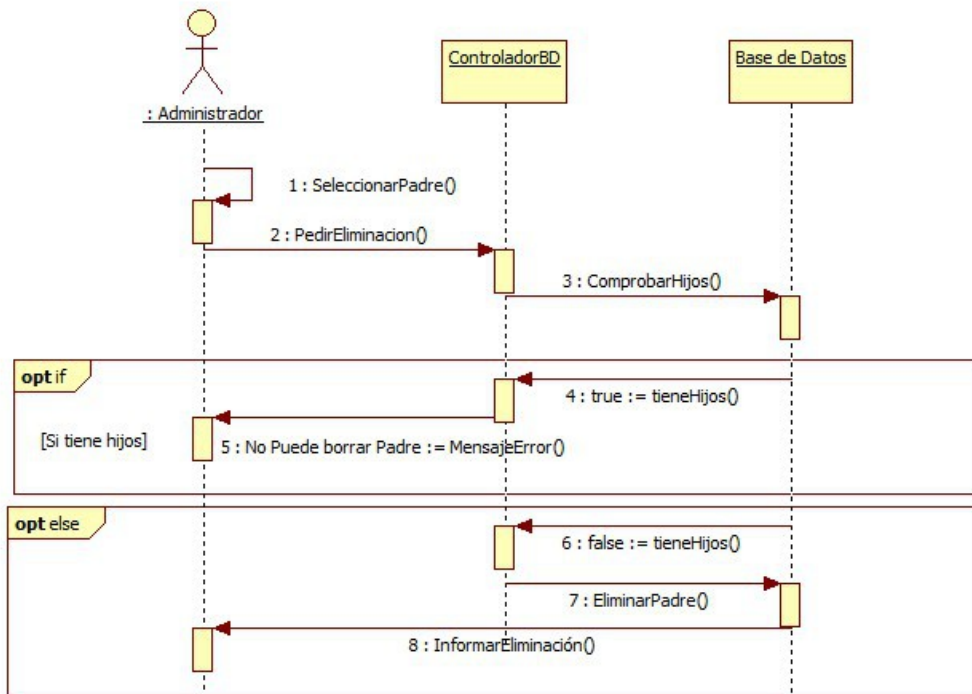 ControladorBD
Base de Datos
: Administrador
1 : SeleccionarPadre()
2 : PedirEliminacion()
3 : ComprobarHijos()
opt if
4 : true := tieneHijos()
[Si tiene hijos]
5 : No Puede borrar Padre := MensajeError()
opt else
6 : false := tieneHijos()
7 : EliminarPadre()
8 : InformarEliminación()